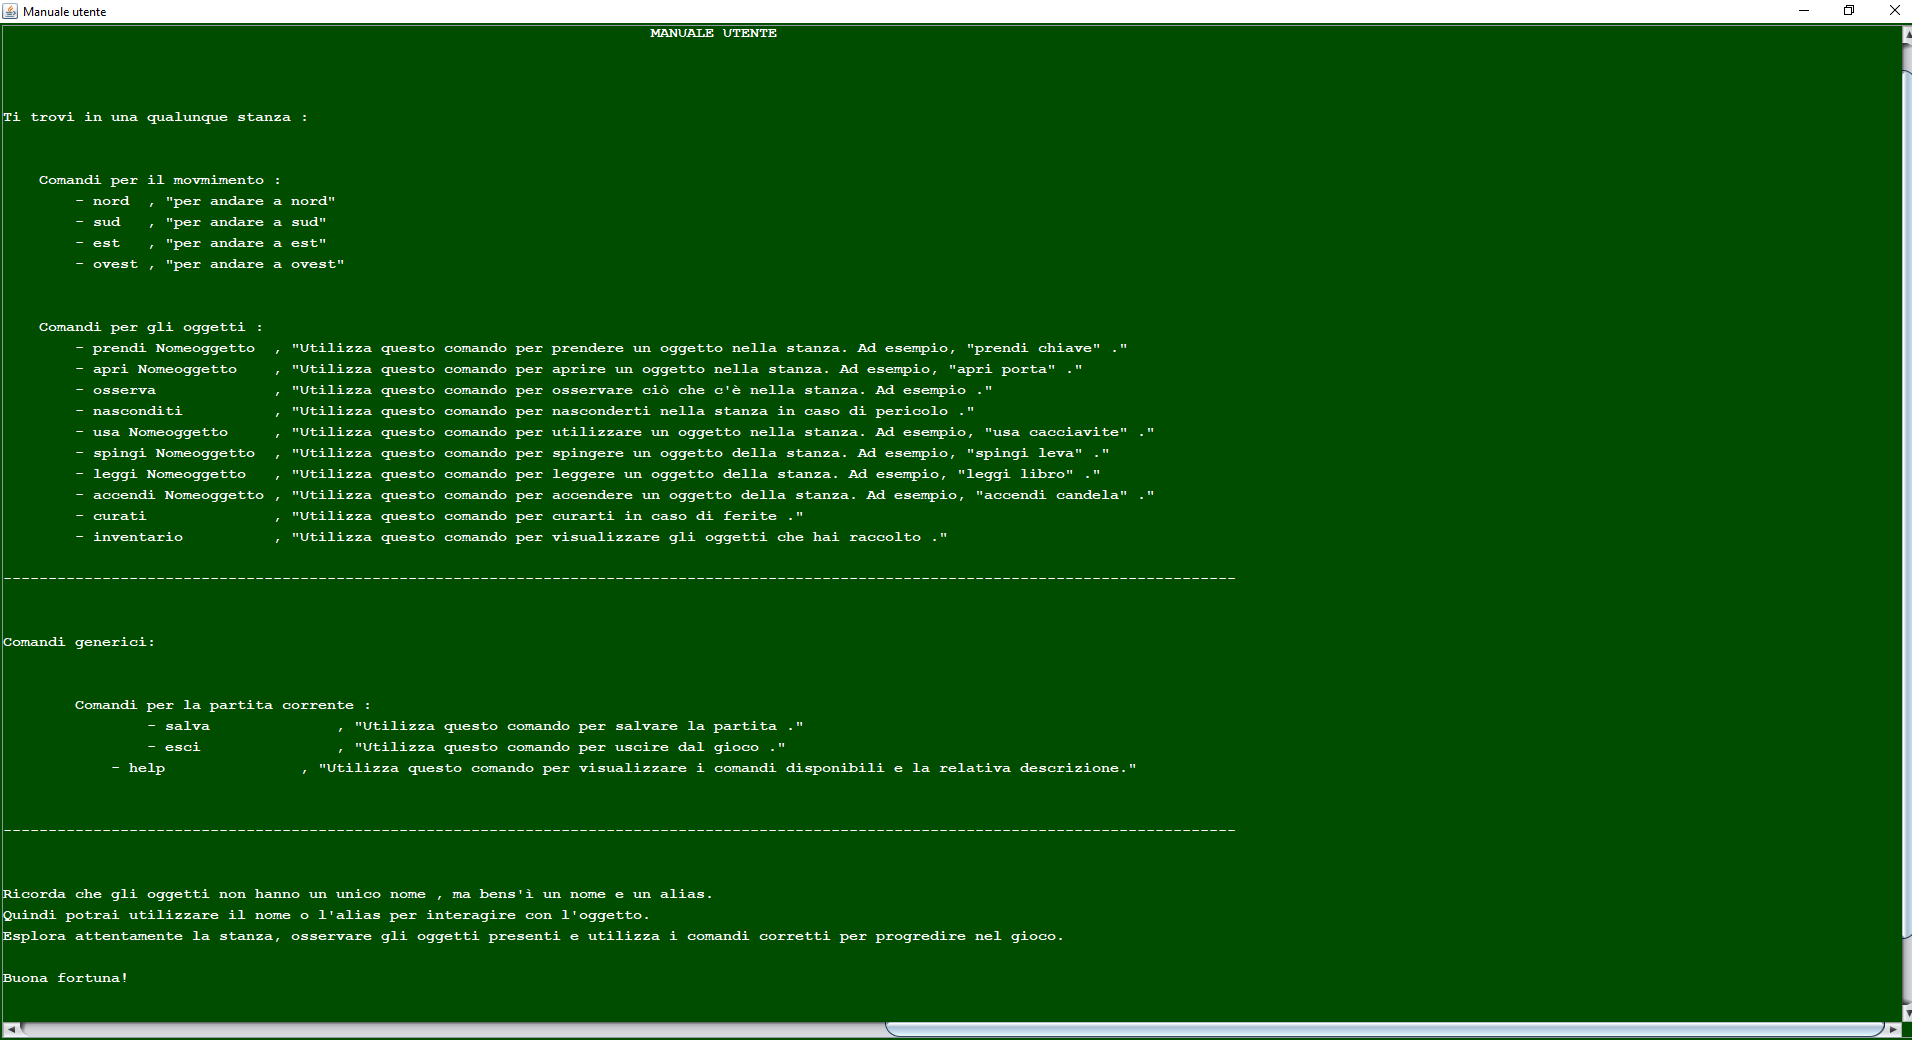 Manuale utente
MANUALE UTENTE
Ti trovi in una qualunque stanza :
Comandi per il movmimento :
- nord  , "per andare a nord"
- sud   , "per andare a sud"
- est   , "per andare a est"
- ovest , "per andare a ovest"
Comandi per gli oggetti :
- prendi Nomeoggetto  , "Utilizza questo comando per prendere un oggetto nella stanza. Ad esempio, "prendi chiave" ."
- apri Nomeoggetto    , "Utilizza questo comando per aprire un oggetto nella stanza. Ad esempio, "apri porta" ."
- osserva             , "Utilizza questo comando per osservare ciò che c'è nella stanza. Ad esempio ."
- nasconditi          , "Utilizza questo comando per nasconderti nella stanza in caso di pericolo ."
- usa Nomeoggetto     , "Utilizza questo comando per utilizzare un oggetto nella stanza. Ad esempio, "usa cacciavite" ."
- spingi Nomeoggetto  , "Utilizza questo comando per spingere un oggetto della stanza. Ad esempio, "spingi leva" ."
- leggi Nomeoggetto   , "Utilizza questo comando per leggere un oggetto della stanza. Ad esempio, "leggi libro" ."
- accendi Nomeoggetto , "Utilizza questo comando per accendere un oggetto della stanza. Ad esempio, "accendi candela" ."
- curati              , "Utilizza questo comando per curarti in caso di ferite ."
- inventario          , "Utilizza questo comando per visualizzare gli oggetti che hai raccolto ."
-----------------------------------------------------------------------------------------------------------------------------------------
Comandi generici:
Comandi per la partita corrente :
- salva              , "Utilizza questo comando per salvare la partita ."
- esci               , "Utilizza questo comando per uscire dal gioco ."
- help               , "Utilizza questo comando per visualizzare i comandi disponibili e la relativa descrizione."
-----------------------------------------------------------------------------------------------------------------------------------------
Ricorda che gli oggetti non hanno un unico nome , ma bens'ì un nome e un alias.
Quindi potrai utilizzare il nome o l'alias per interagire con l'oggetto.
Esplora attentamente la stanza, osservare gli oggetti presenti e utilizza i comandi corretti per progredire nel gioco.
Buona fortuna!